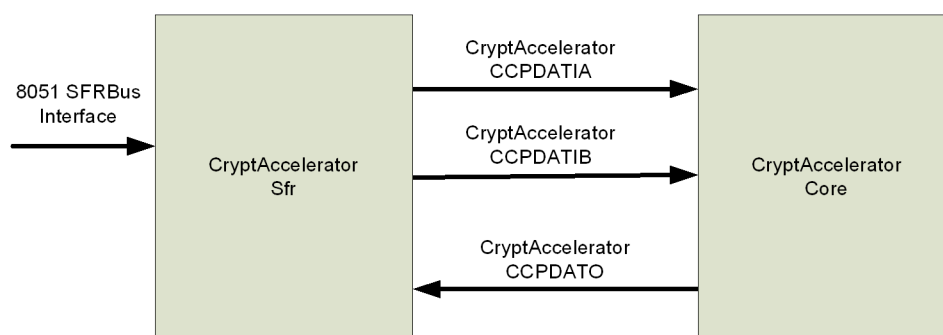 8051 SFRBus
Interface
CryptAccelerator
Sfr
CryptAccelerator
CCPDATIA
CryptAccelerator
CCPDATIB
CryptAccelerator
CCPDATO
CryptAccelerator
Core